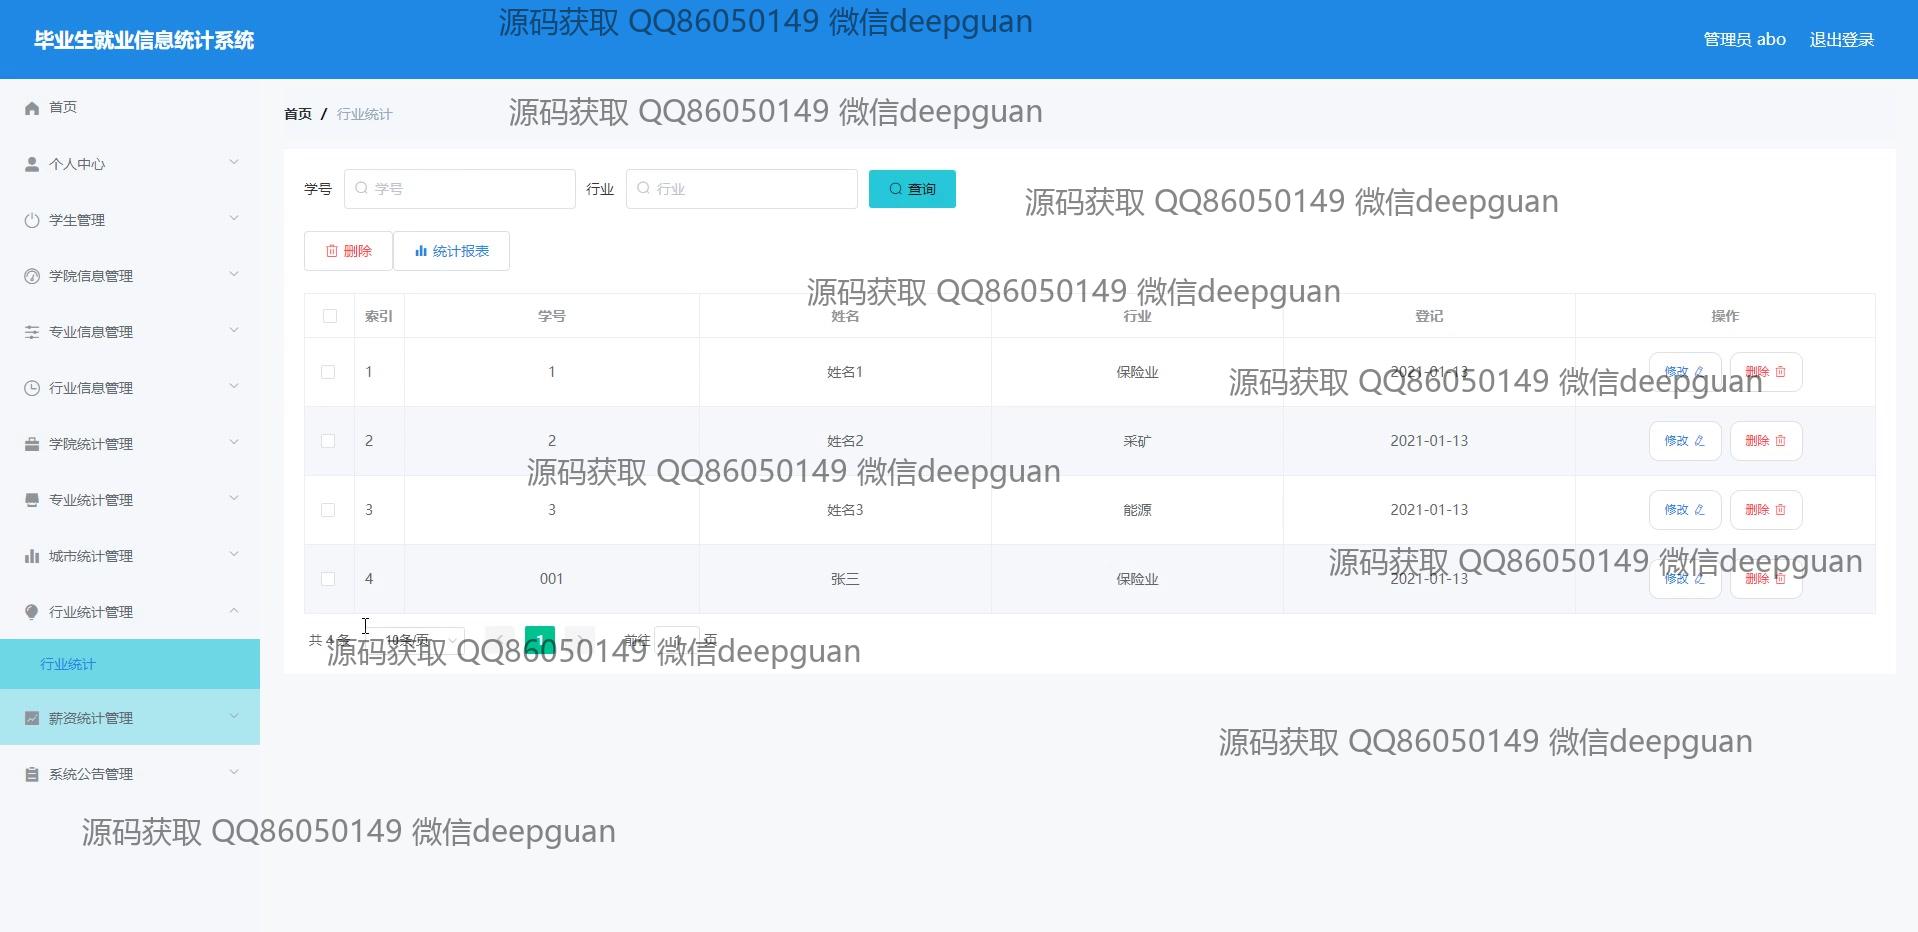 源码获取 QQ86050149 微信deepguan
毕业生就业信息统计系统
管理员 abo 退出登录
首页
个人中心
学生管理
学院信息管理
专业信息管理
行业信息管理
学院统计管理
专业统计管理
城市统计管理
行业统计管理
行业统计
薪资统计管理
系统公告管理
首页 / 行业统计
源码获取 QQ86050149 微信deepguan
学号 学号 行业 行业 查询
源码获取 QQ86050149 微信deepguan
删除 统计报表
源码获取 QQ86050149 微信deepguan
索引 学号 姓名 行业 登记 操作
1 1 姓名1 保险业 2021-01-13 修改 删除
源码获取 QQ86050149 微信deepguan
2 2 姓名2 采矿 2021-01-13 修改 删除
源码获取 QQ86050149 微信deepguan
3 3 姓名3 能源 2021-01-13 修改 删除
源码获取 QQ86050149 微信deepguan
4 001 张三 保险业 2021-01-13 修改 删除
共 4 条 10条/页 1 前往 1 页
源码获取 QQ86050149 微信deepguan
源码获取 QQ86050149 微信deepguan
源码获取 QQ86050149 微信deepguan